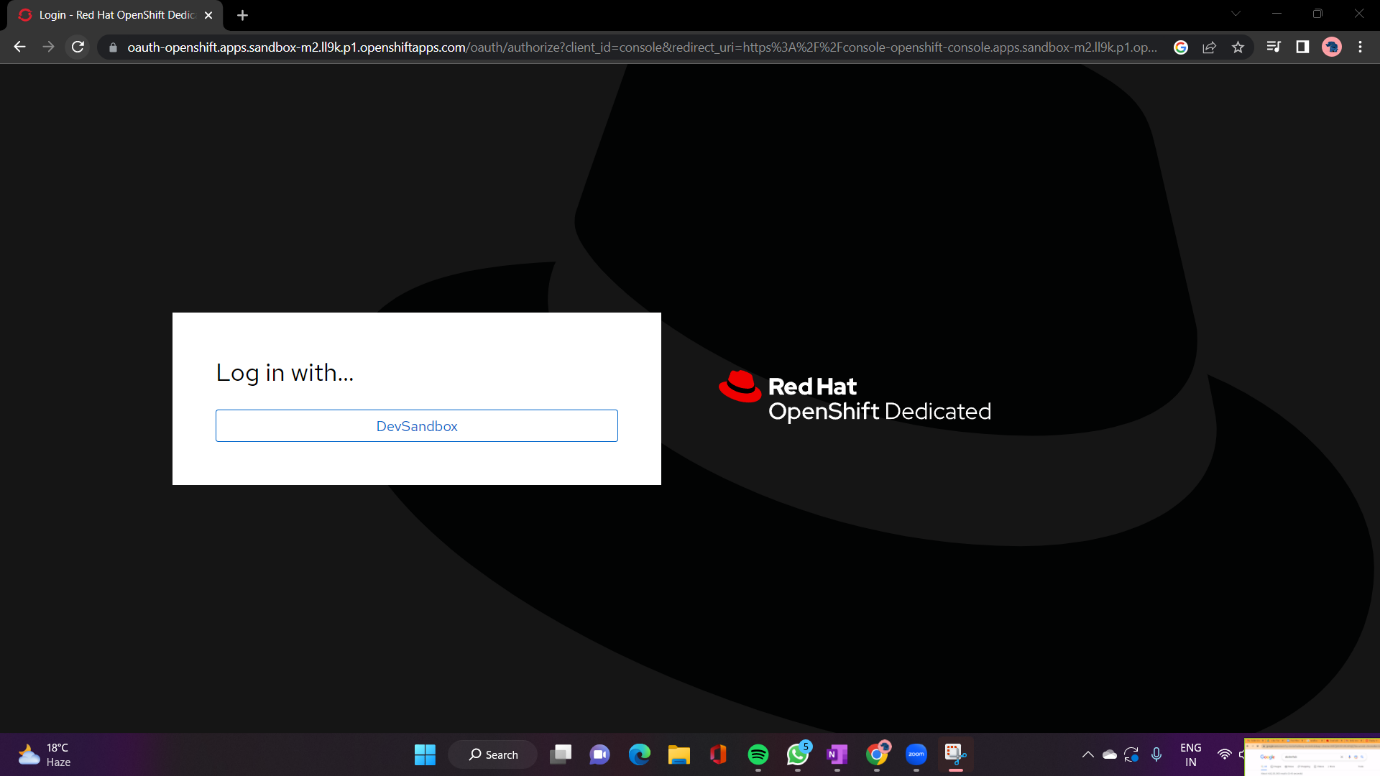 Login - Red Hat OpenShift Dedic
oauth-openshift.apps.sandbox-m2.ll9k.p1.openshiftapps.com/oauth/authorize?client_id=console&redirect_uri=https%3A%2F%2Fconsole-openshift-console.apps.sandbox-m2.ll9k.p1.op...
Log in with...
DevSandbox
Red Hat
OpenShift Dedicated
18°C
Haze
Search
5
zoom
ENG
IN